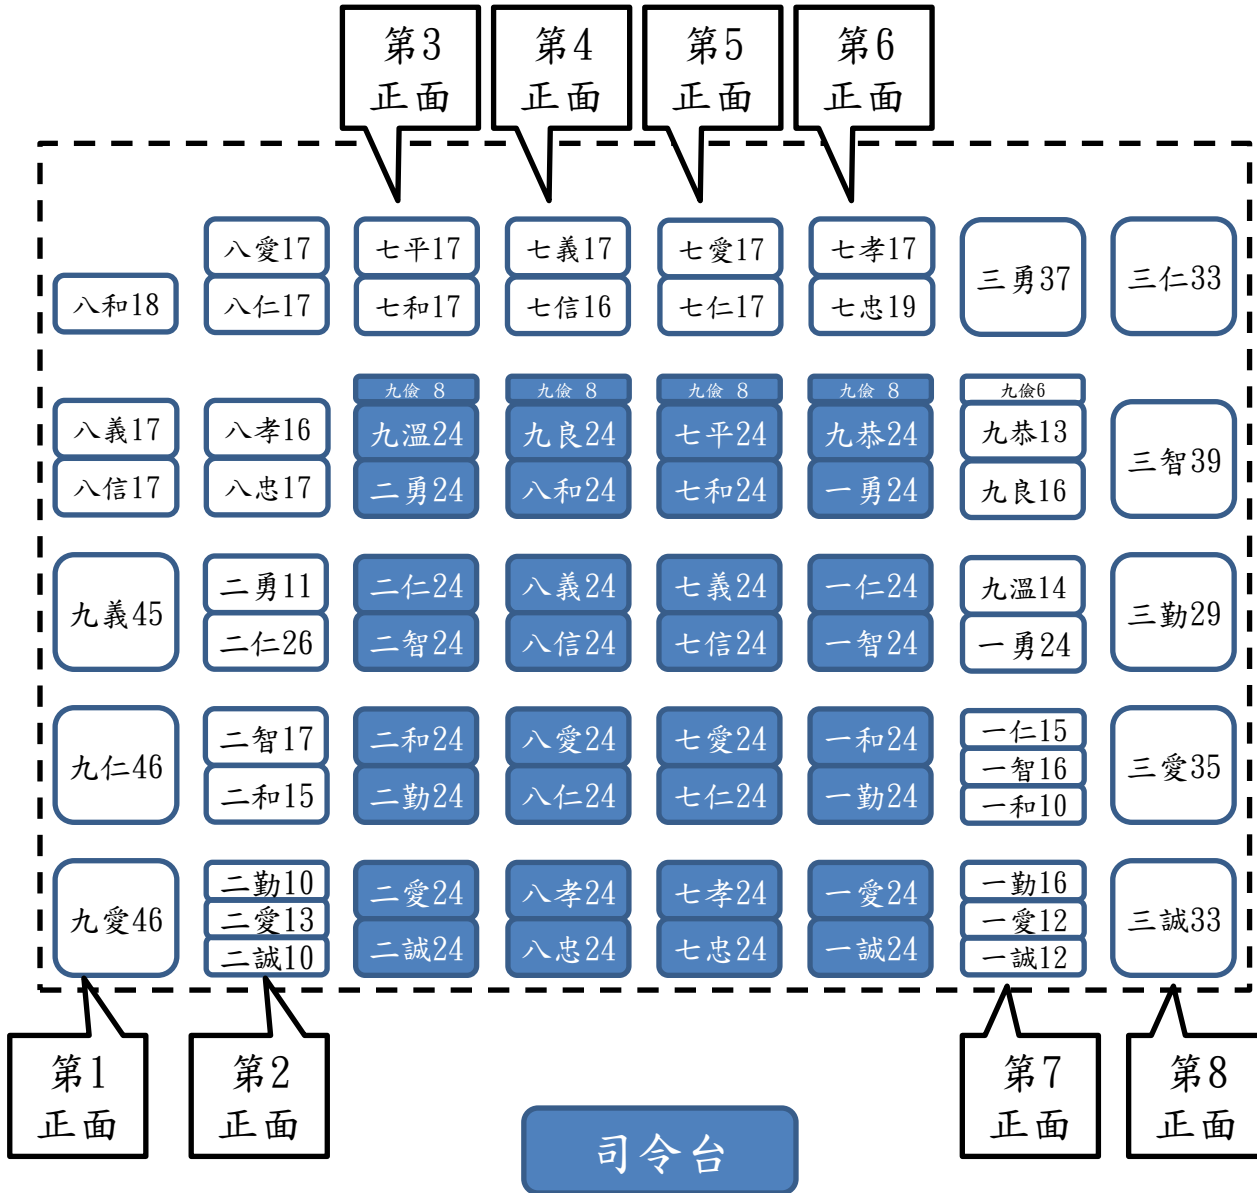 第3
正面
第4
正面
第5
正面
第6
正面
八愛17
七平17
七義17
七愛17
七孝17
三勇37
三仁33
八和18
八仁17
七和17
七信16
七仁17
七忠19
九儉 8
九儉 8
九儉 8
九儉 8
九儉6
八義17
八孝16
九溫24
九良24
七平24
九恭24
九恭13
三智39
八信17
八忠17
二勇24
八和24
七和24
一勇24
九良16
九義45
二勇11
二仁24
八義24
七義24
一仁24
九溫14
三勤29
二仁26
二智24
八信24
七信24
一智24
一勇24
九仁46
二智17
二和24
八愛24
七愛24
一和24
一仁15
一智16
三愛35
二和15
二勤24
八仁24
七仁24
一勤24
一和10
九愛46
二勤10
二愛13
二愛24
八孝24
七孝24
一愛24
一勤16
一愛12
三誠33
二誠10
二誠24
八忠24
七忠24
一誠24
一誠12
第1
正面
第2
正面
第7
正面
第8
正面
司令台